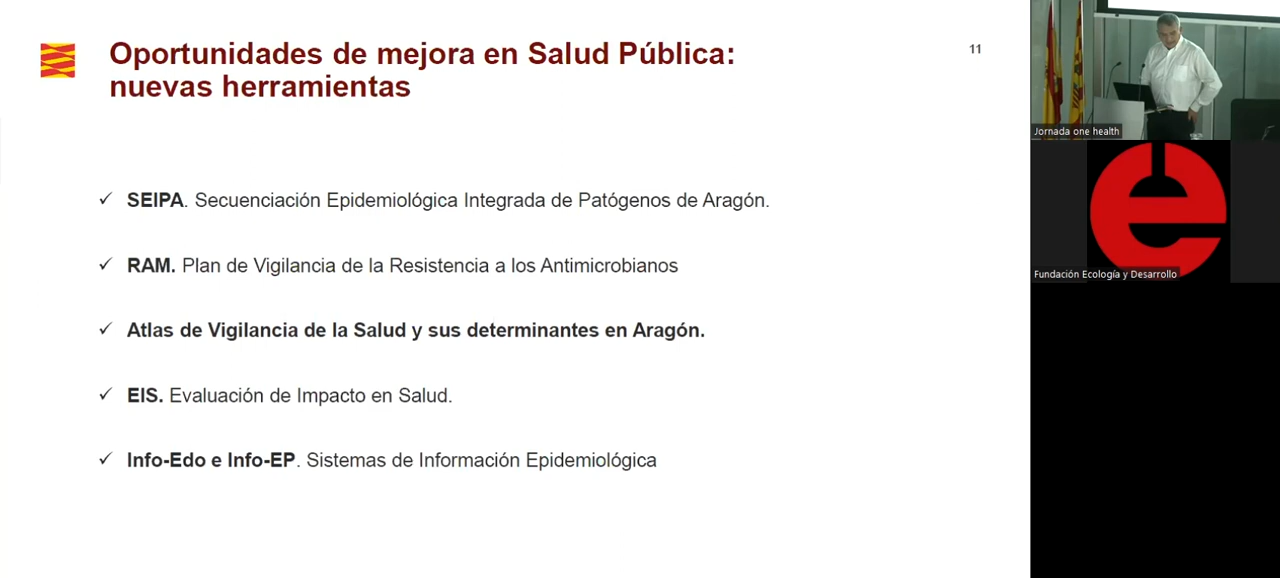 Oportunidades de mejora en Salud Pública:
nuevas herramientas
11
✓ SEIPA. Secuenciación Epidemiológica Integrada de Patógenos de Aragón.
✓ RAM. Plan de Vigilancia de la Resistencia a los Antimicrobianos
✓ Atlas de Vigilancia de la Salud y sus determinantes en Aragón.
✓ EIS. Evaluación de Impacto en Salud.
✓ Info-Edo e Info-EP. Sistemas de Información Epidemiológica
Jornada one health
e
Fundación Ecología y Desarrollo